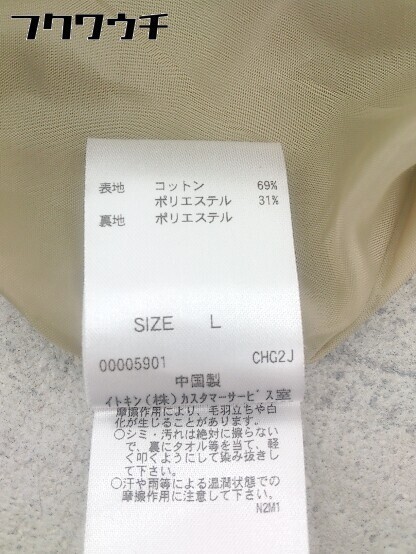 フクワウチ
表地 コットン 69%
ポリエステル 31%
裏地 ポリエステル
SIZE L
00005901 CHG2J
中国製
イトキン(株)カスタマーサービス室
摩擦作用により、毛羽立ちや白
化が生じることがあります。
○シミ・汚れは絶対に擦らない
で、裏にタオル等を当て、軽
く叩くようにして染み抜きし
て下さい。
○汗や雨等による湿潤状態での
摩擦作用に注意して下さい。
N2M1